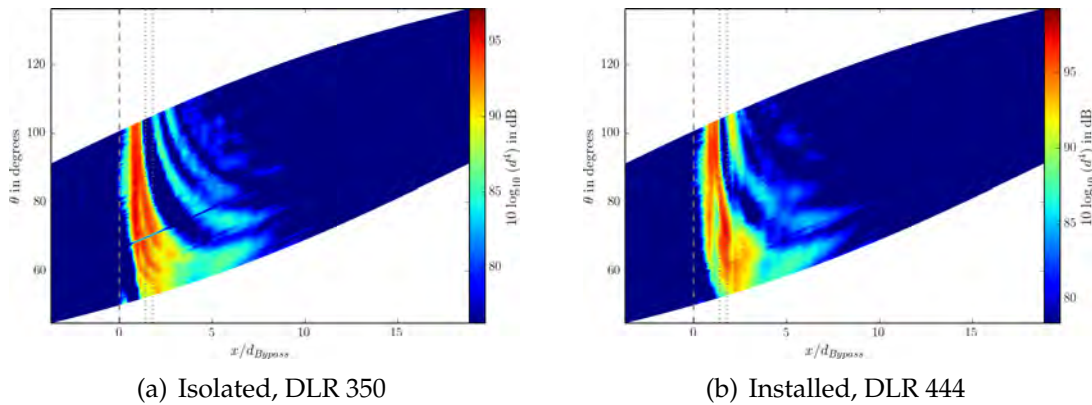 120
100
80
60
θ in degrees
0 5 10 15
x/d_Bypass
95
90
85
80
10 log₁₀ (d⁴) in dB
(a) Isolated, DLR 350
120
100
80
60
θ in degrees
0 5 10 15
x/d_Bypass
95
90
85
80
10 log₁₀ (d⁴) in dB
(b) Installed, DLR 444